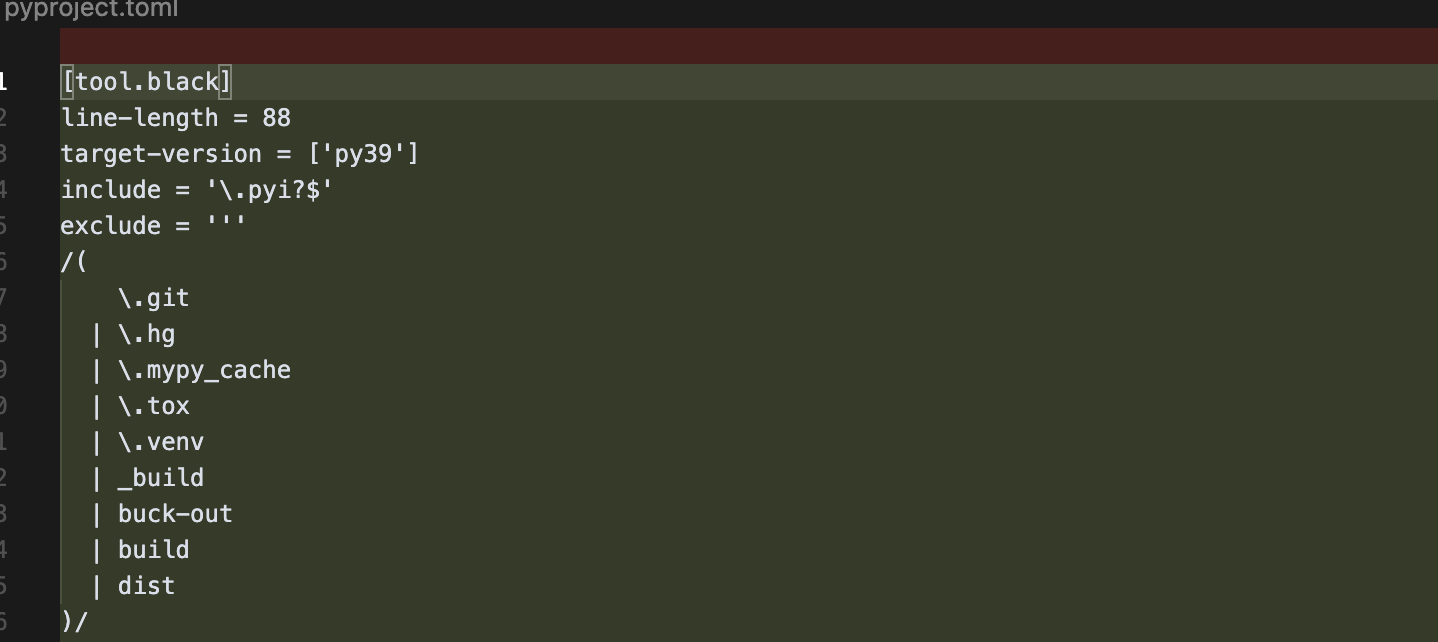 pyproject.toml
1 [tool.black]
2 line-length = 88
3 target-version = ['py39']
4 include = '\.pyi?$'
5 exclude = '''
6 /(
7     \.git
8   | \.hg
9   | \.mypy_cache
0   | \.tox
1   | \.venv
2   | _build
3   | buck-out
4   | build
5   | dist
6 )/